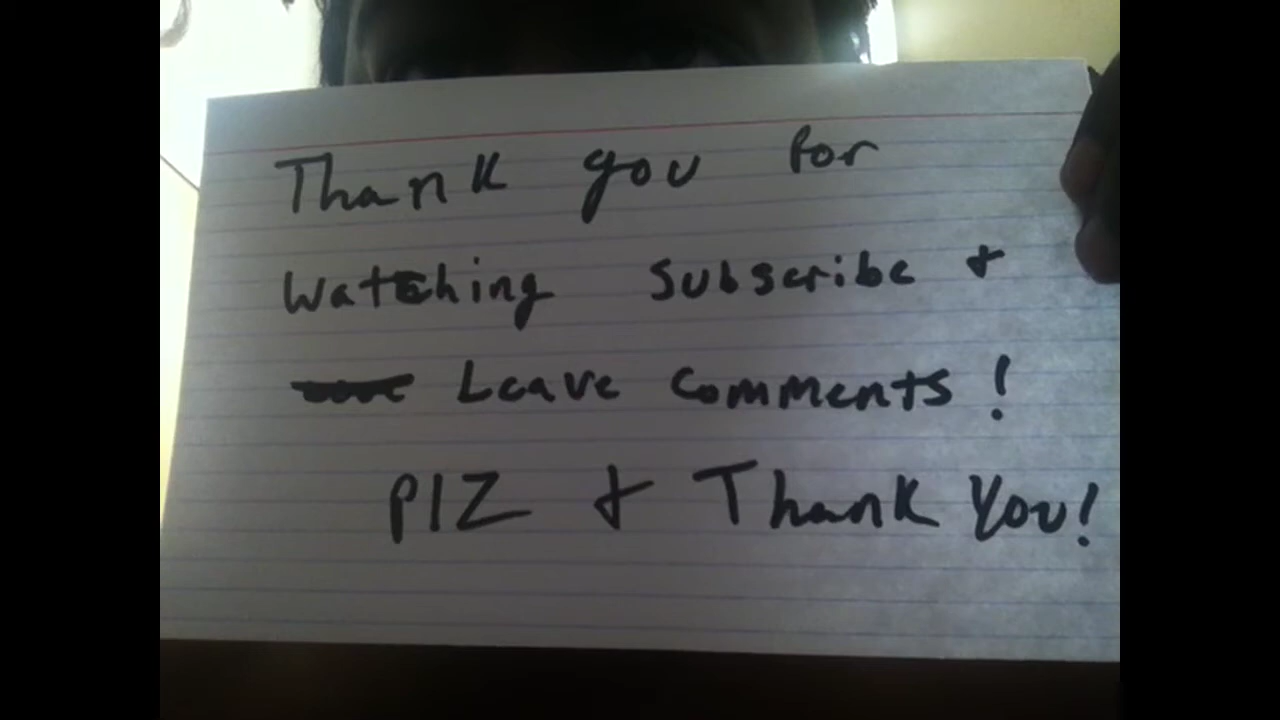 Thank you for
Watching Subscribe &
Leave Comments!
Plz & Thank You!